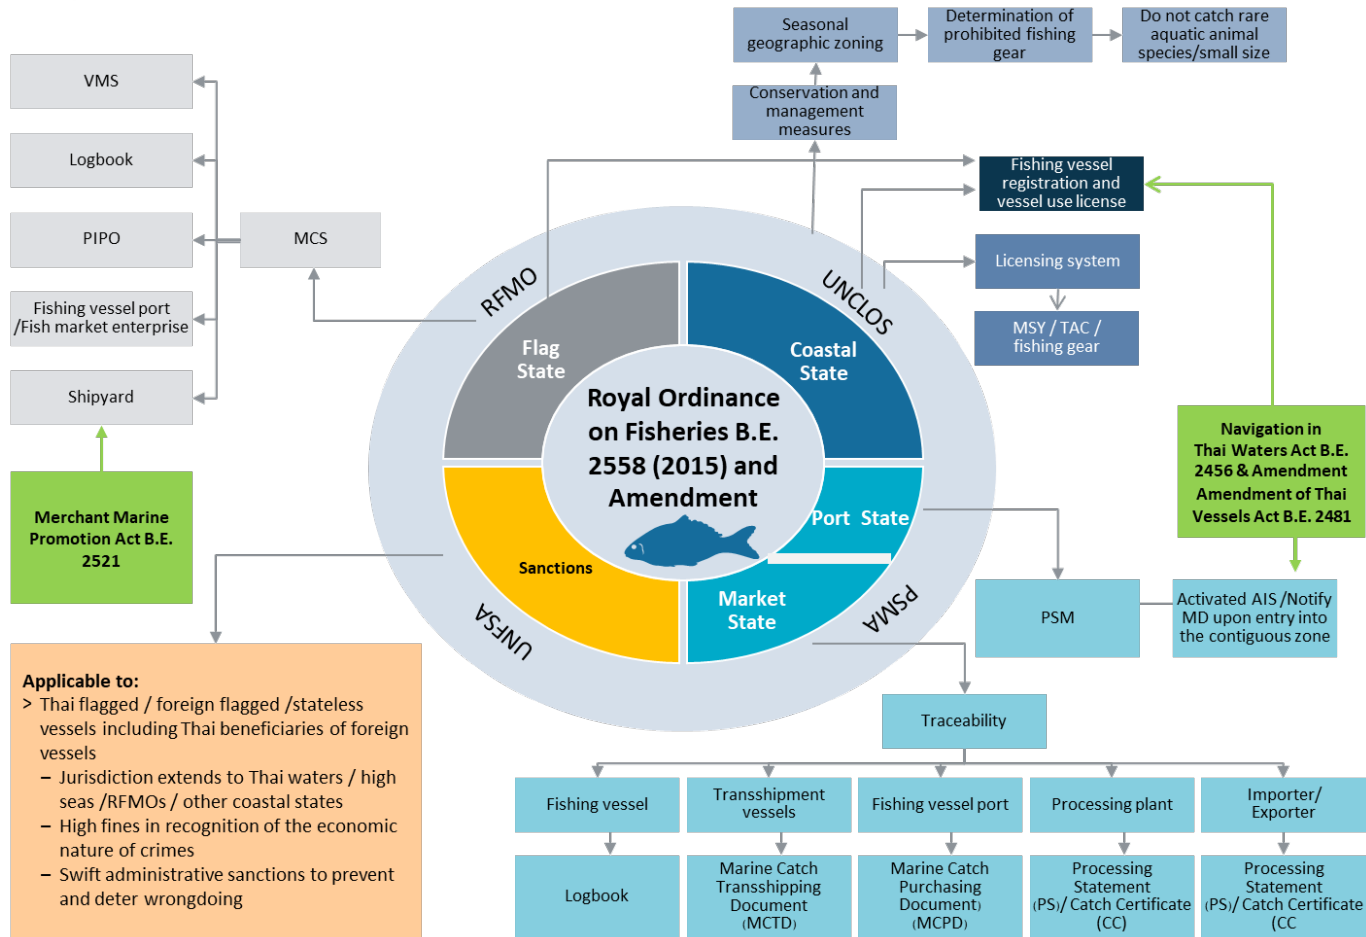 Seasonal
geographic zoning
Determination of
prohibited fishing
gear
Do not catch rare
aquatic animal
species/small size
Conservation and
management
measures
VMS
Logbook
PIPO
Fishing vessel port
/Fish market enterprise
Shipyard
MCS
Merchant Marine
Promotion Act B.E.
2521
Fishing vessel
registration and
vessel use license
Licensing system
MSY / TAC /
fishing gear
Navigation in
Thai Waters Act B.E.
2456 & Amendment
Amendment of Thai
Vessels Act B.E. 2481
RFMO
UNCLOS
UNFSA
PSMA
Flag
State
Coastal
State
Royal Ordinance
on Fisheries B.E.
2558 (2015) and
Amendment
Sanctions
Port State
Market
State
PSM
Activated AIS /Notify
MD upon entry into
the contiguous zone
Applicable to:
> Thai flagged / foreign flagged /stateless
vessels including Thai beneficiaries of foreign
vessels
– Jurisdiction extends to Thai waters / high
seas /RFMOs / other coastal states
– High fines in recognition of the economic
nature of crimes
– Swift administrative sanctions to prevent
and deter wrongdoing
Traceability
Fishing vessel
Transshipment
vessels
Fishing vessel port
Processing plant
Importer/
Exporter
Logbook
Marine Catch
Transshipping
Document
(MCTD)
Marine Catch
Purchasing
Document)
(MCPD)
Processing
Statement
(PS)/ Catch Certificate
(CC)
Processing
Statement
(PS)/ Catch Certificate
(CC